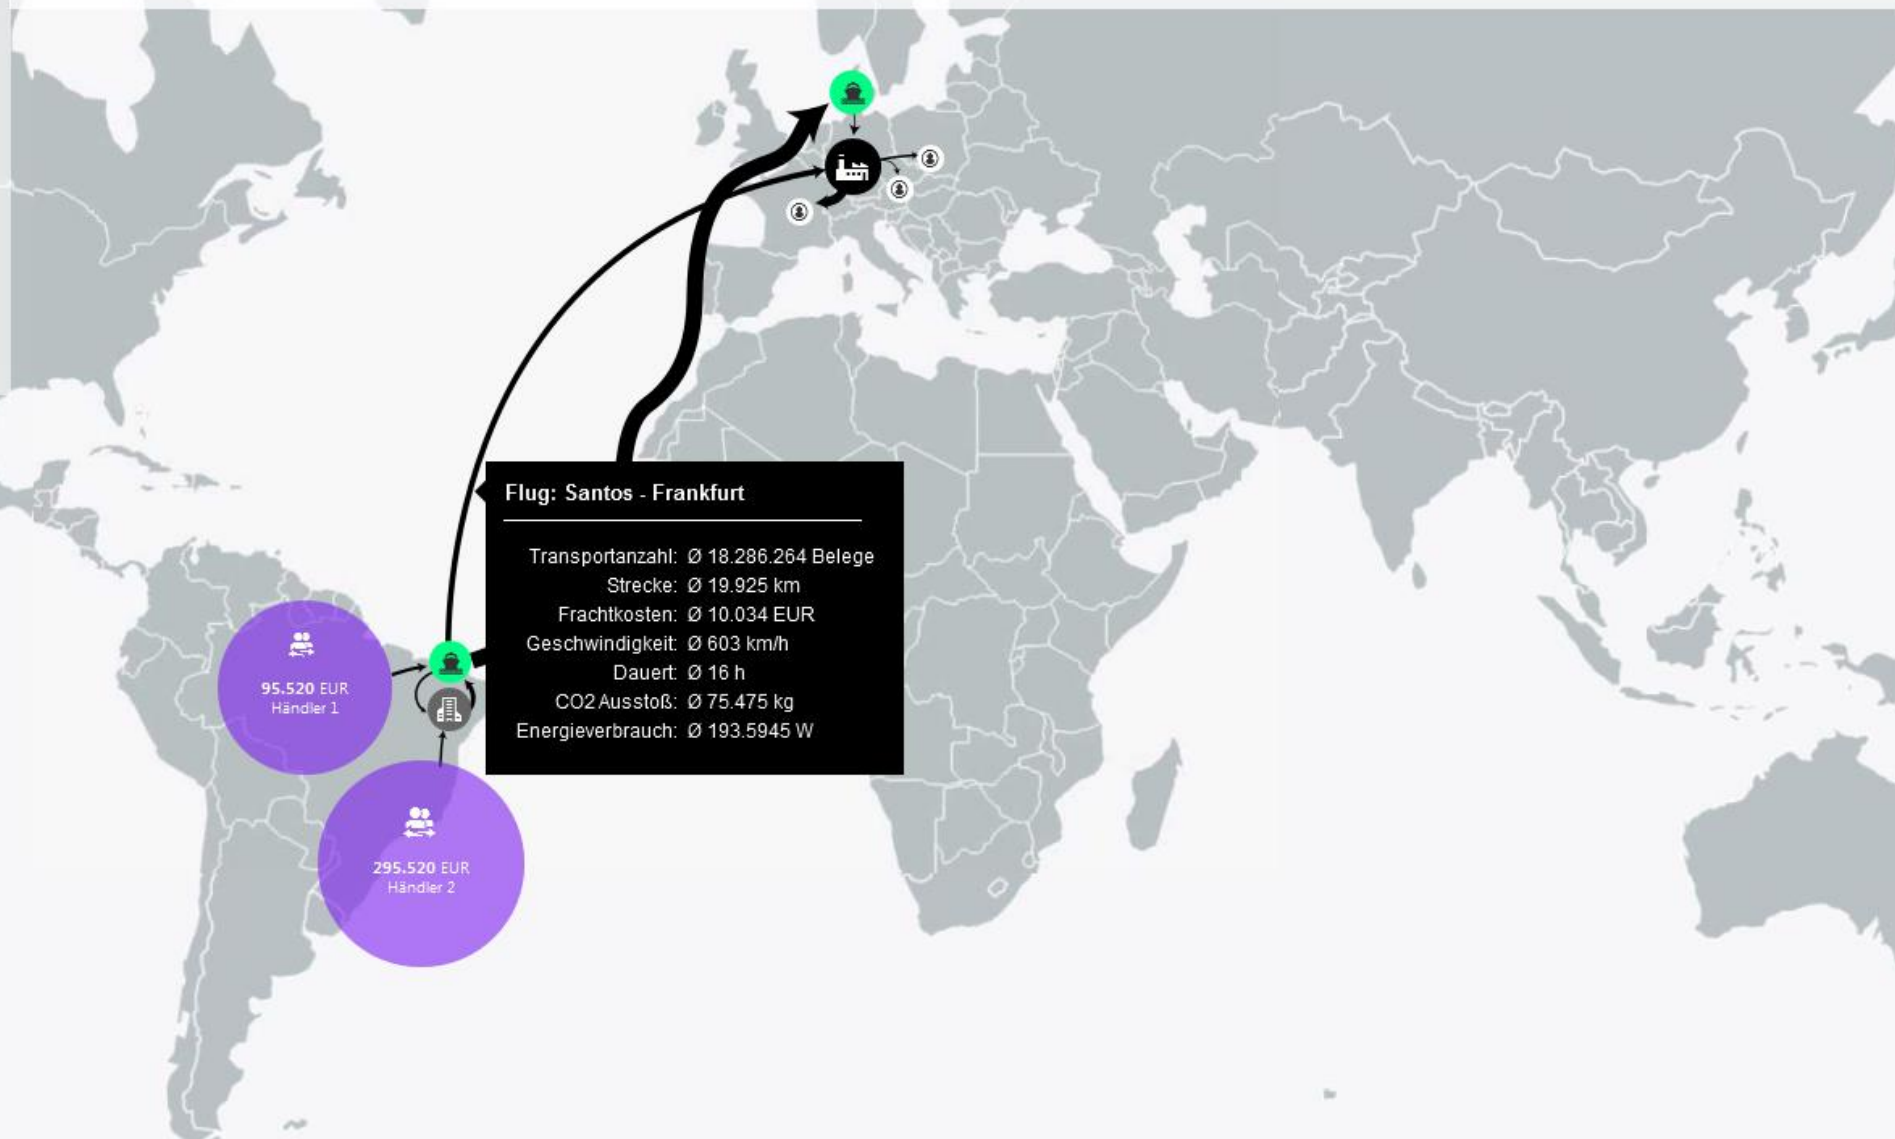 Flug: Santos - Frankfurt
Transportanzahl: Ø 18.286.264 Belege
Strecke: Ø 19.925 km
Frachtkosten: Ø 10.034 EUR
Geschwindigkeit: Ø 603 km/h
Dauert: Ø 16 h
CO2 Ausstoß: Ø 75.475 kg
Energieverbrauch: Ø 193.5945 W
95.520 EUR
Händler 1
295.520 EUR
Händler 2